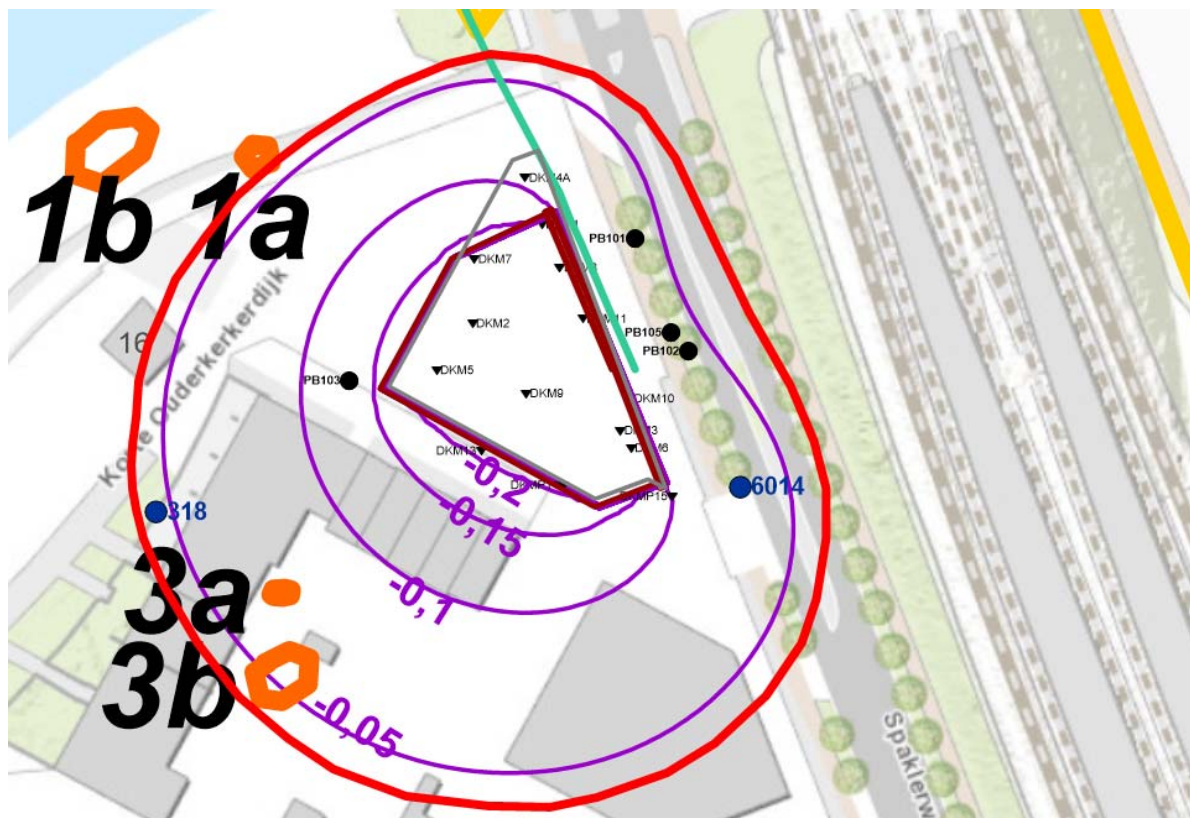 DKM4A
1b
1a
PB101
DKM7
Korte Ouderkerkerdijk
DKM2
16
PB105
PB102
DKM5
PB103
DKM9
DKM10
DKM6
DKM13
-0,2
6014
-0,15
318
-0,1
3a
3b
-0,05
Spaklerw